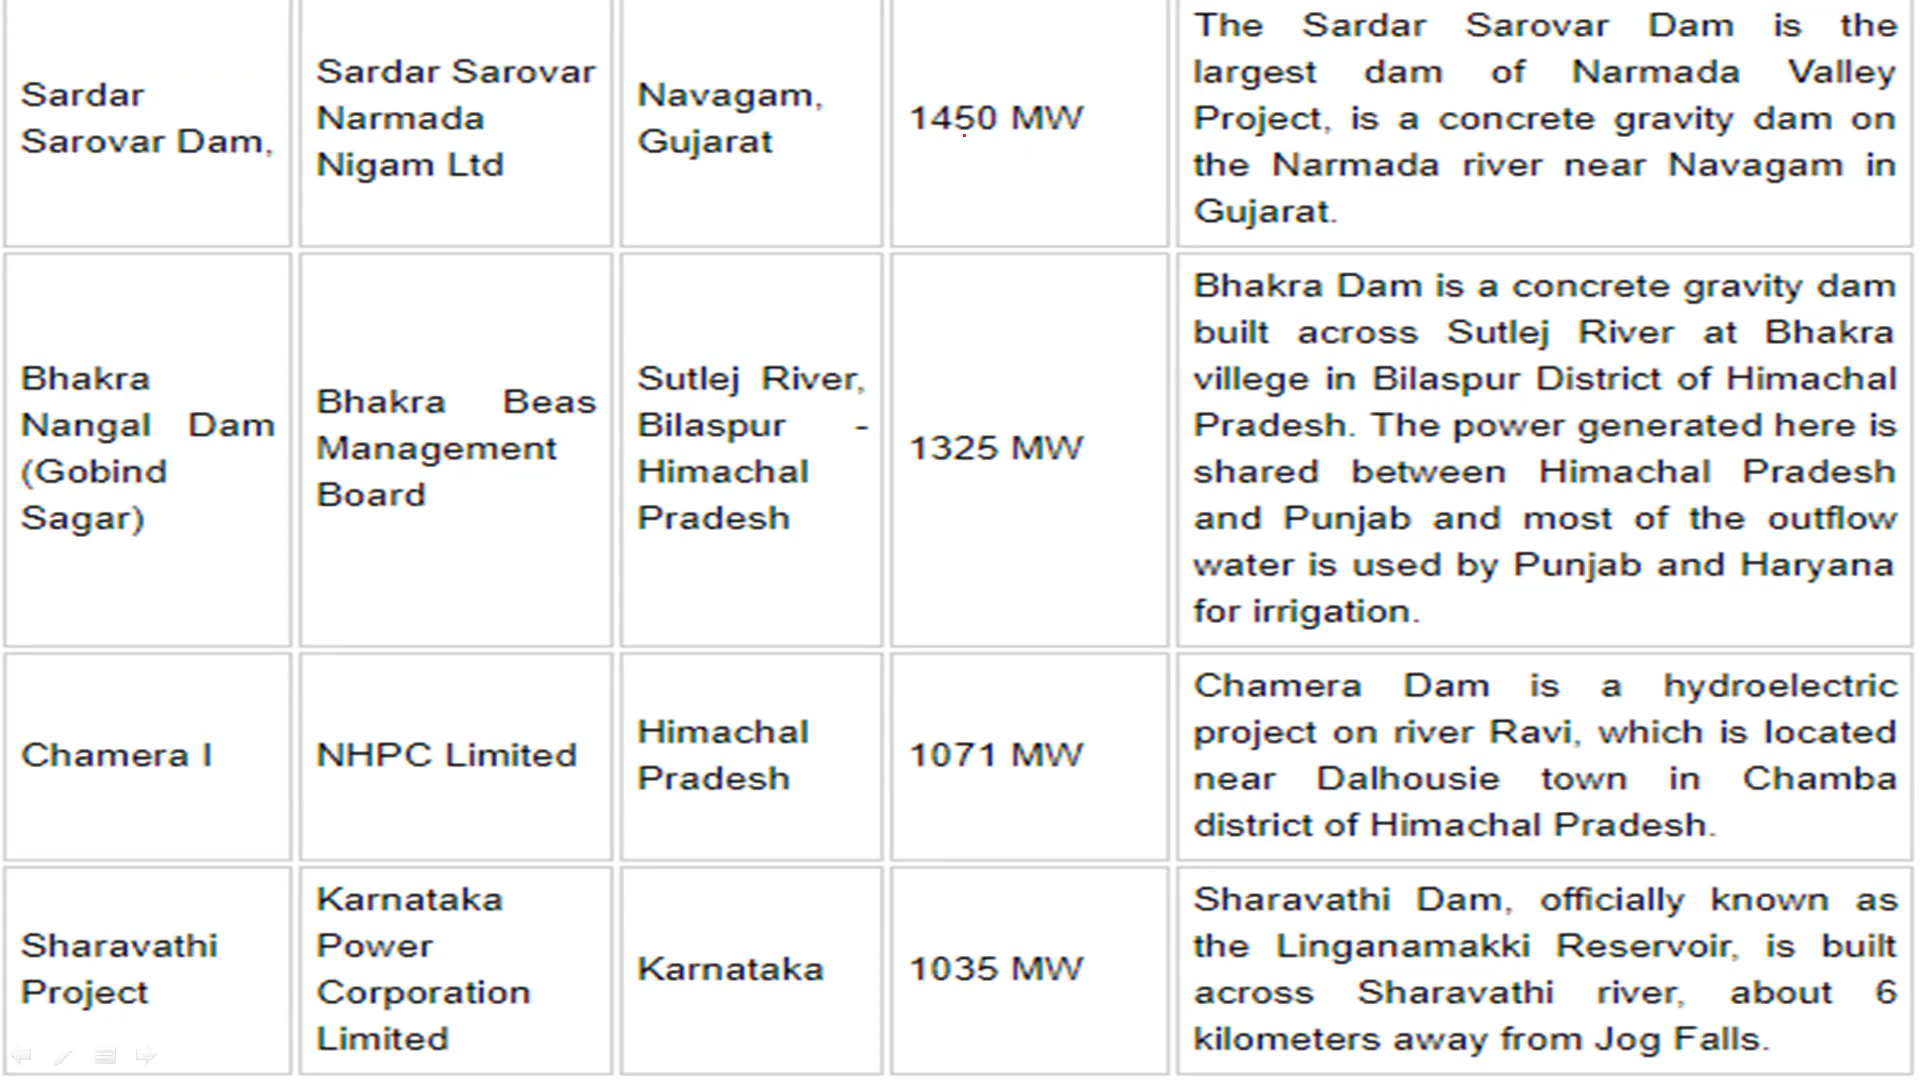 Sardar
Sarovar Dam,
Sardar Sarovar
Narmada
Nigam Ltd
Navagam,
Gujarat
1450 MW
The Sardar Sarovar Dam is the
largest dam of Narmada Valley
Project, is a concrete gravity dam on
the Narmada river near Navagam in
Gujarat.
Bhakra
Nangal Dam
(Gobind
Sagar)
Bhakra Beas
Management
Board
Sutlej River,
Bilaspur -
Himachal
Pradesh
1325 MW
Bhakra Dam is a concrete gravity dam
built across Sutlej River at Bhakra
villege in Bilaspur District of Himachal
Pradesh. The power generated here is
shared between Himachal Pradesh
and Punjab and most of the outflow
water is used by Punjab and Haryana
for irrigation.
Chamera I
NHPC Limited
Himachal
Pradesh
1071 MW
Chamera Dam is a hydroelectric
project on river Ravi, which is located
near Dalhousie town in Chamba
district of Himachal Pradesh.
Sharavathi
Project
Karnataka
Power
Corporation
Limited
Karnataka
1035 MW
Sharavathi Dam, officially known as
the Linganamakki Reservoir, is built
across Sharavathi river, about 6
kilometers away from Jog Falls.